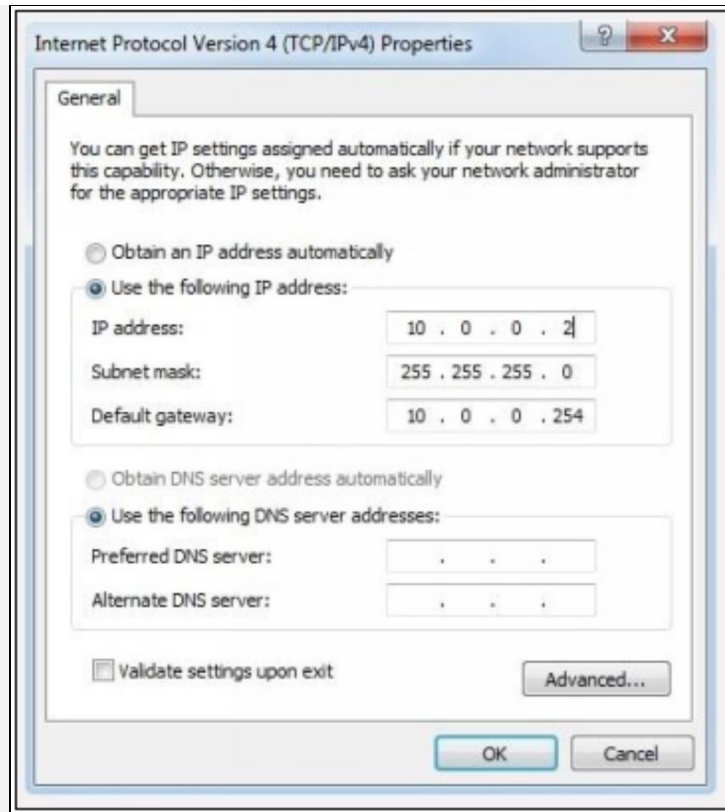 Internet Protocol Version 4 (TCP/IPv4) Properties
General
You can get IP settings assigned automatically if your network supports
this capability. Otherwise, you need to ask your network administrator
for the appropriate IP settings.
Obtain an IP address automatically
Use the following IP address:
IP address: 10 . 0 . 0 . 2
Subnet mask: 255 . 255 . 255 . 0
Default gateway: 10 . 0 . 0 . 254
Obtain DNS server address automatically
Use the following DNS server addresses:
Preferred DNS server: . . .
Alternate DNS server: . . .
Validate settings upon exit
Advanced...
OK Cancel